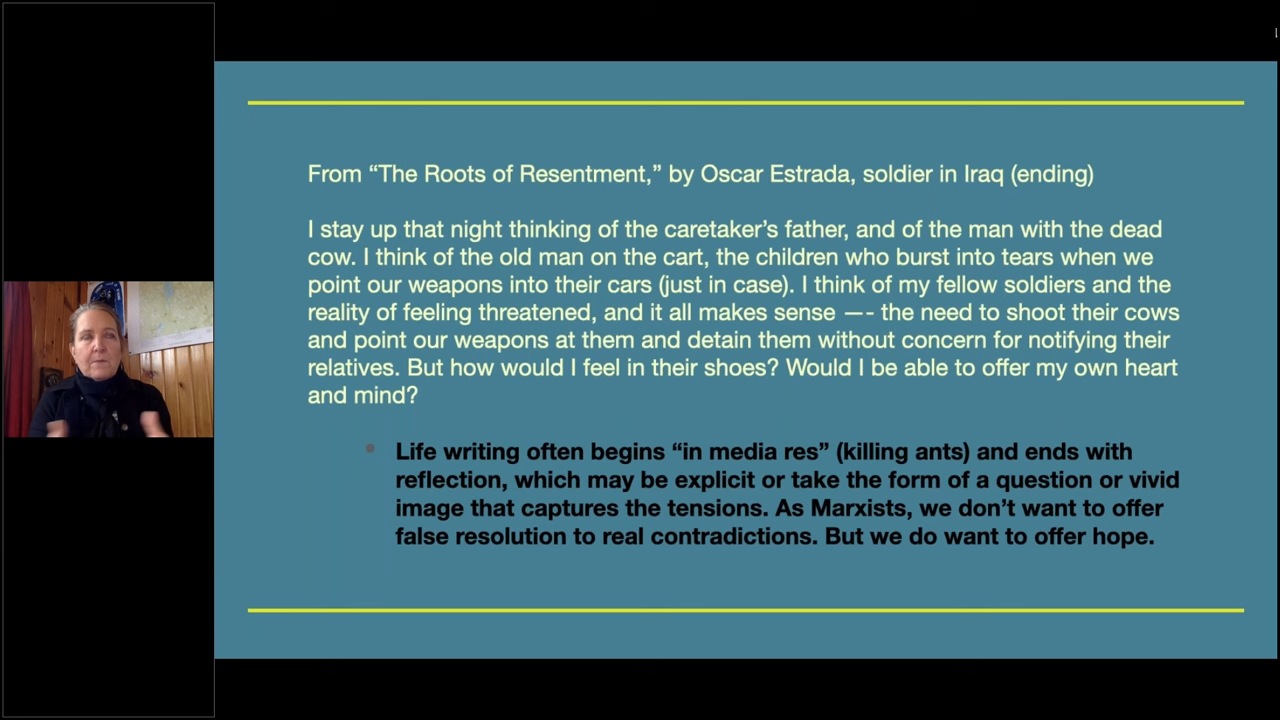 From “The Roots of Resentment,” by Oscar Estrada, soldier in Iraq (ending)
I stay up that night thinking of the caretaker’s father, and of the man with the dead
cow. I think of the old man on the cart, the children who burst into tears when we
point our weapons into their cars (just in case). I think of my fellow soldiers and the
reality of feeling threatened, and it all makes sense —- the need to shoot their cows
and point our weapons at them and detain them without concern for notifying their
relatives. But how would I feel in their shoes? Would I be able to offer my own heart
and mind?
Life writing often begins “in media res” (killing ants) and ends with
reflection, which may be explicit or take the form of a question or vivid
image that captures the tensions. As Marxists, we don’t want to offer
false resolution to real contradictions. But we do want to offer hope.